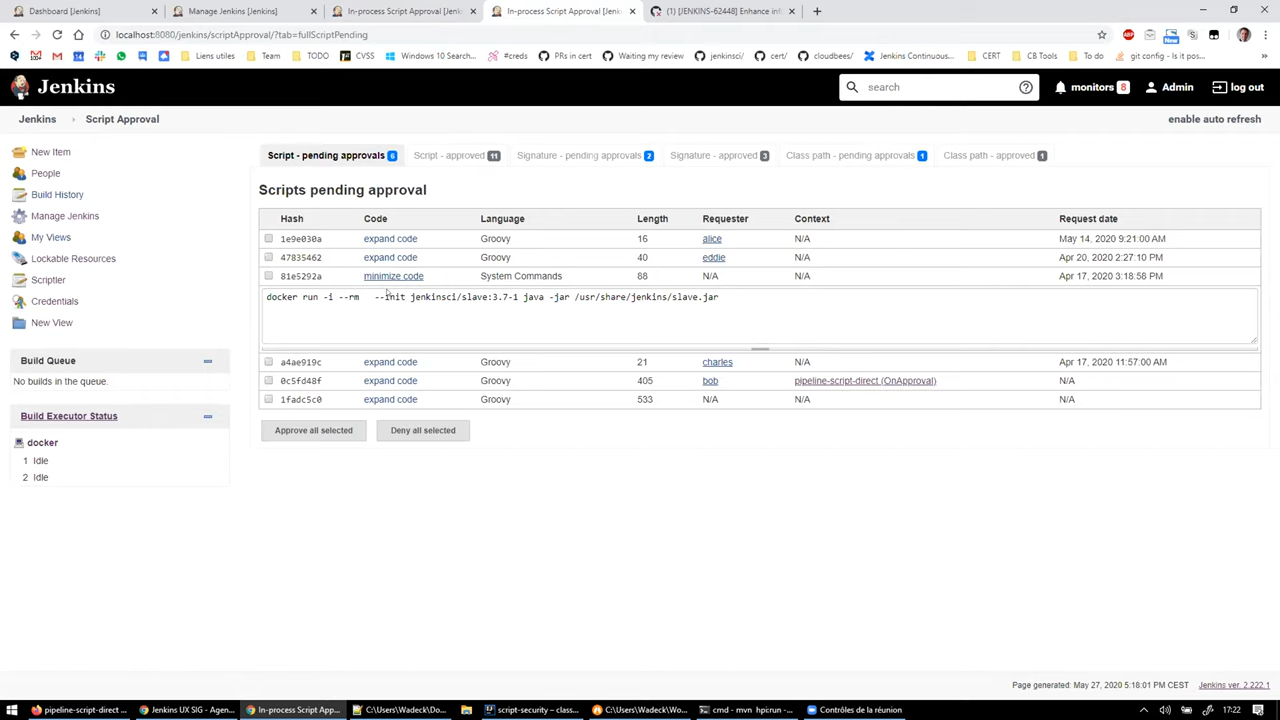 Dashboard [Jenkins]
Manage Jenkins [Jenkins]
In-process Script Approval [Jenk
In-process Script Approval [Jenk
(1) [JENKINS-62448] Enhance inf
localhost:8080/jenkins/scriptApproval/?tab=fullScriptPending
Liens utiles
Team
TODO
CVSS
Windows 10 Search...
#creds
PRs in cert
Waiting my review
jenkinsci/
cert/
cloudbees/
Jenkins Continuous...
CERT
CB Tools
To do
git config - Is it pos...
Jenkins
search
monitors 8
Admin
log out
Jenkins
Script Approval
enable auto refresh
New Item
People
Build History
Manage Jenkins
My Views
Lockable Resources
Scriptler
Credentials
New View
Build Queue
No builds in the queue.
Build Executor Status
docker
1 Idle
2 Idle
Script - pending approvals 6
Script - approved 11
Signature - pending approvals 2
Signature - approved 3
Class path - pending approvals 1
Class path - approved 1
Scripts pending approval
Hash Code Language Length Requester Context Request date
1e9e030a expand code Groovy 16 alice N/A May 14, 2020 9:21:00 AM
47835462 expand code Groovy 40 eddie N/A Apr 20, 2020 2:27:10 PM
81e5292a minimize code System Commands 88 N/A N/A Apr 17, 2020 3:18:58 PM
docker run -i --rm --init jenkinsci/slave:3.7-1 java -jar /usr/share/jenkins/slave.jar
a4ae919c expand code Groovy 21 charles N/A Apr 17, 2020 11:57:00 AM
0c5fd48f expand code Groovy 405 bob pipeline-script-direct (OnApproval) N/A
1fadc5c0 expand code Groovy 533 N/A N/A N/A
Approve all selected
Deny all selected
Page generated: May 27, 2020 5:18:01 PM CEST
Jenkins ver. 2.222.1
pipeline-script-direct ...
Jenkins UX SIG - Agen...
In-process Script App...
C:\Users\Wadeck\Do...
script-security – class...
C:\Users\Wadeck\Wo...
cmd - mvn hpi:run - ...
Contrôles de la réunion
17:22